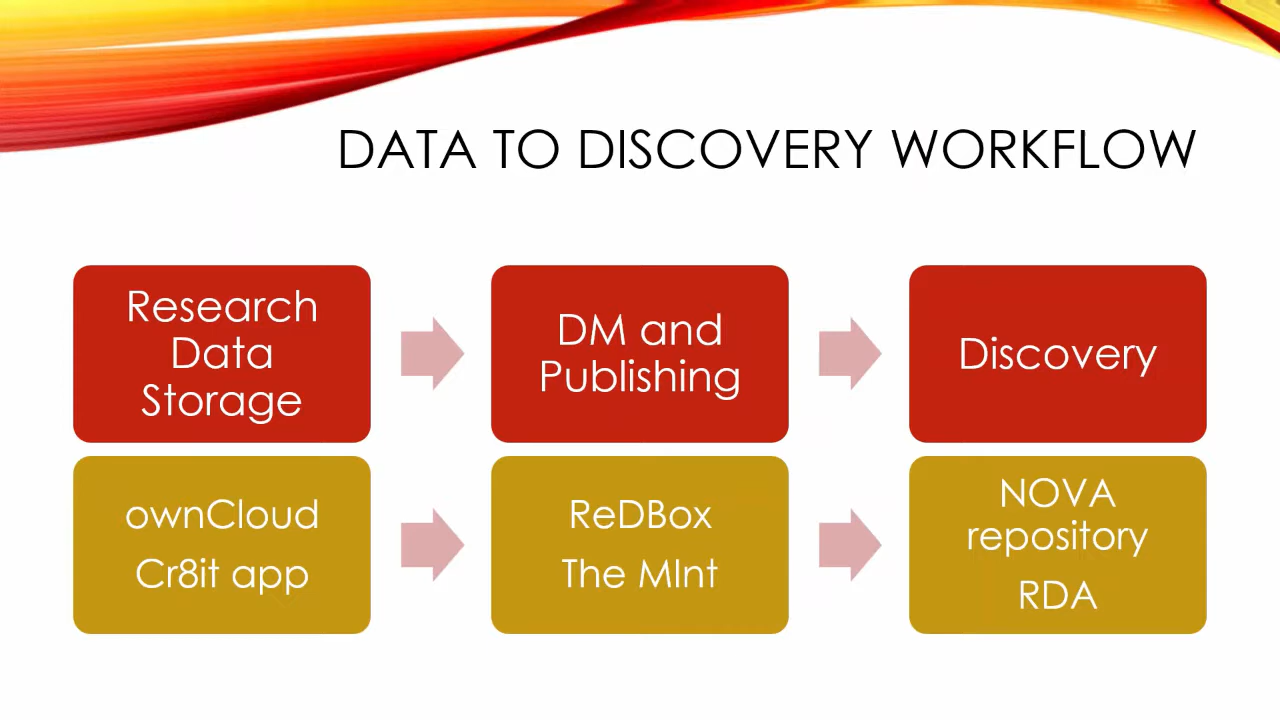 DATA TO DISCOVERY WORKFLOW
Research
Data
Storage
DM and
Publishing
Discovery
ownCloud
Cr8it app
ReDBox
The MInt
NOVA
repository
RDA